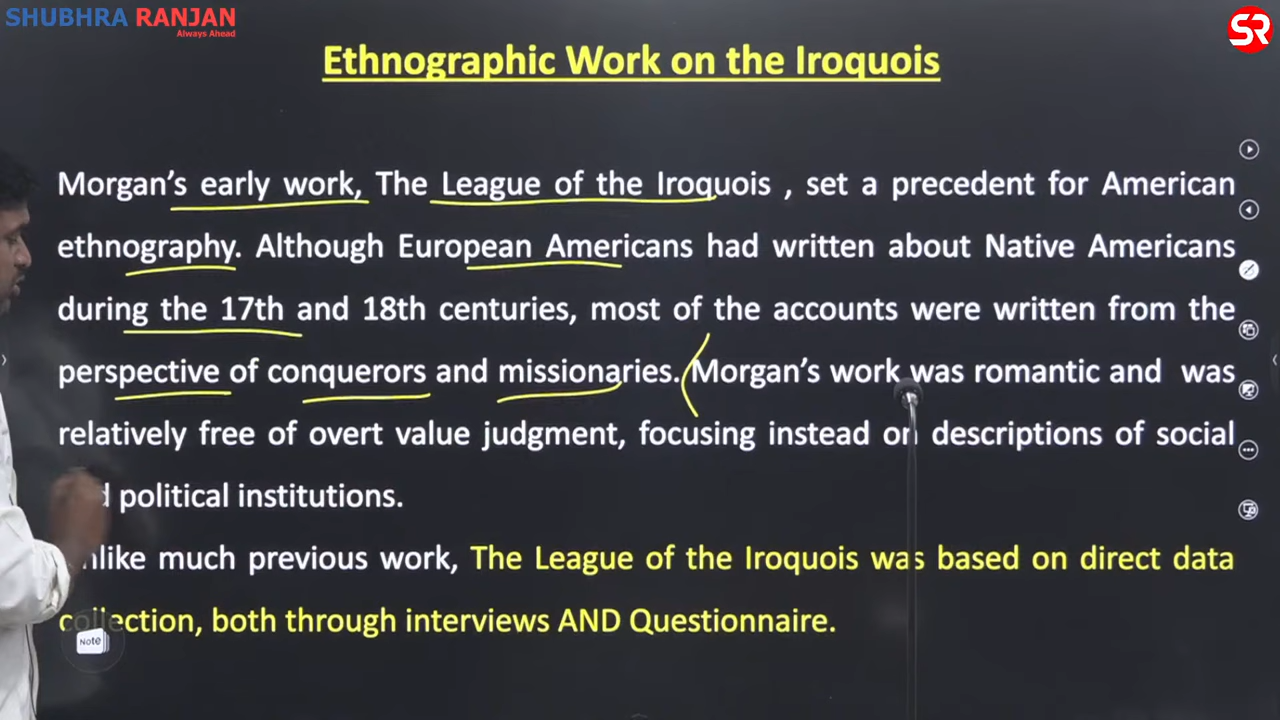 SHUBHRA RANJAN
Always Ahead
SR
Ethnographic Work on the Iroquois
Morgan's early work, The League of the Iroquois , set a precedent for American
ethnography. Although European Americans had written about Native Americans
during the 17th and 18th centuries, most of the accounts were written from the
perspective of conquerors and missionaries. Morgan's work was romantic and was
relatively free of overt value judgment, focusing instead on descriptions of social
political institutions.
much previous work, The League of the Iroquois was based on direct data
collection, both through interviews AND Questionnaire.
Note